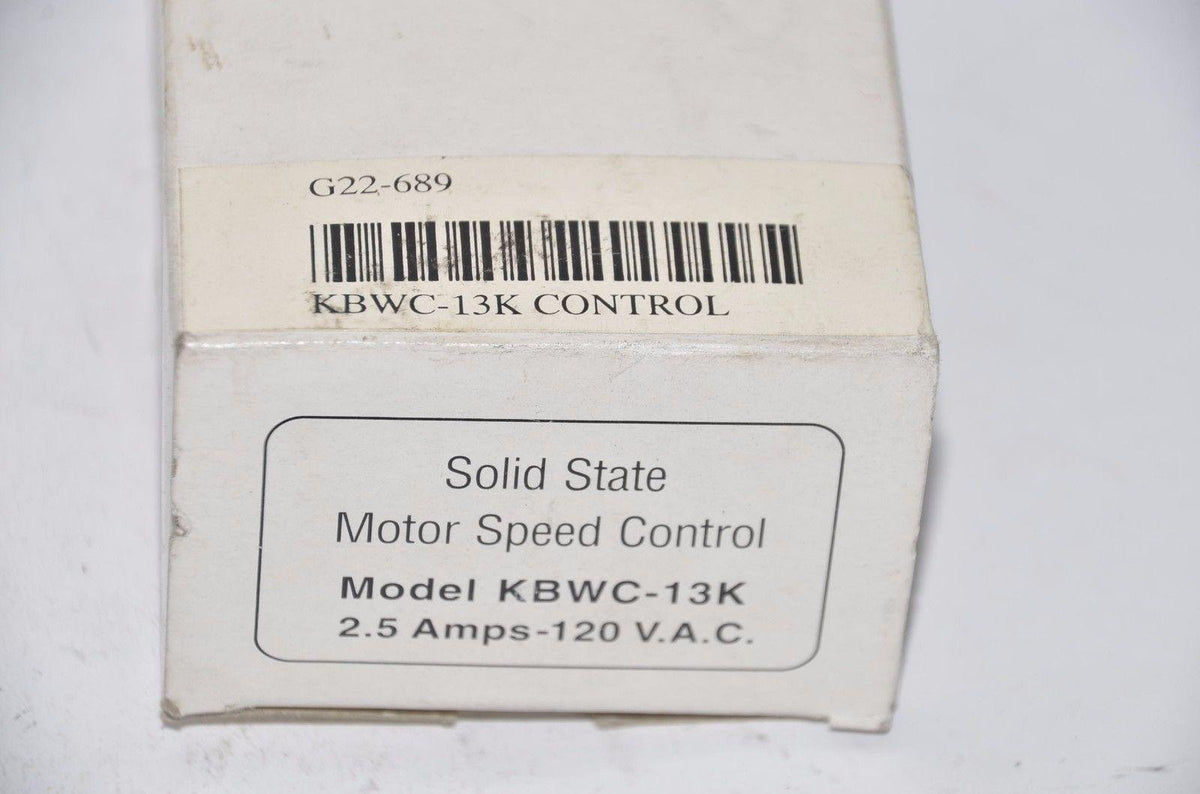 G22-689
KBWC-13K CONTROL
Solid State
Motor Speed Control
Model KBWC-13K
2.5 Amps-120 V.A.C.